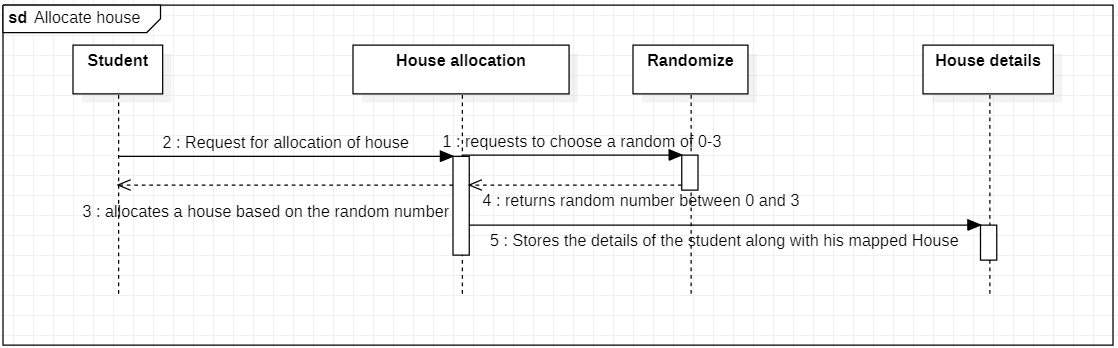 sd Allocate house
Student
House allocation
Randomize
House details
2 : Request for allocation of house
1 : requests to choose a random of 0-3
3 : allocates a house based on the random number
4 : returns random number between 0 and 3
5 : Stores the details of the student along with his mapped House